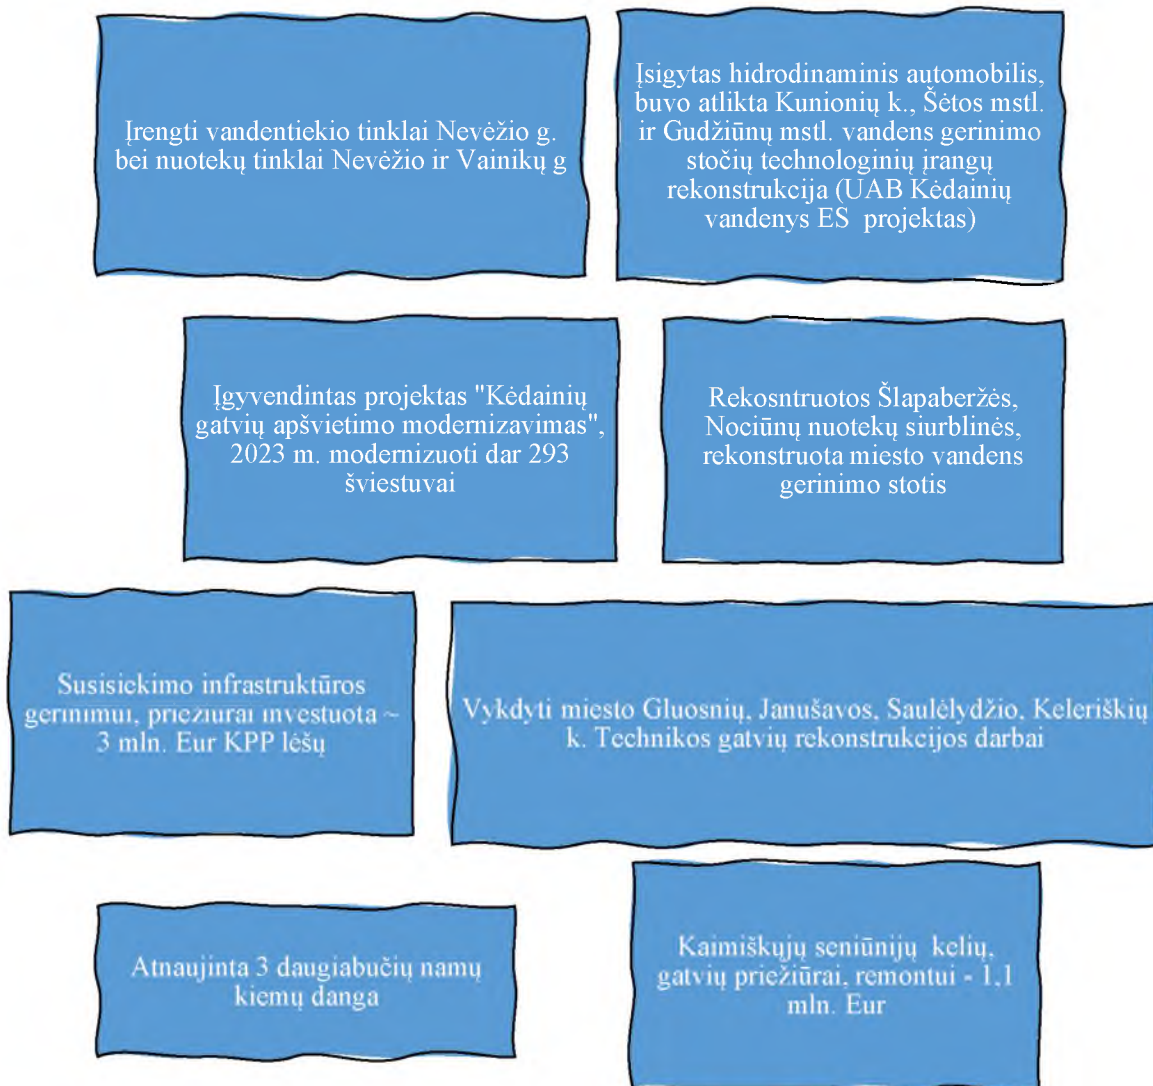 Įrengti vandentiekio tinklai Nevėžio g.
bei nuotekų tinklai Nevėžio ir Vainikų g
Įsigytas hidrodinaminis automobilis,
buvo atlikta Kunionių k., Šėtos mstl.
ir Gudžiūnų mstl. vandens gerinimo
stočių technologinių įrangų
rekonstrukcija (UAB Kėdainių
vandenys ES projektas)
Įgyvendintas projektas "Kėdainių
gatvių apšvietimo modernizavimas",
2023 m. modernizuoti dar 293
šviestuvai
Rekosntruotos Šlapaberžės,
Nociūnų nuotekų siurblinės,
rekonstruota miesto vandens
gerinimo stotis
Susisiekimo infrastruktūros
gerinimui, priežiūrai investuota ~
3 mln. Eur KPP lėšų
Vykdyti miesto Gluosnių, Janušavos, Saulėlydžio, Keleriškių
k. Technikos gatvių rekonstrukcijos darbai
Atnaujinta 3 daugiabučių namų
kiemų danga
Kaimiškųjų seniūnijų kelių,
gatvių priežiūrai, remontui - 1,1
mln. Eur